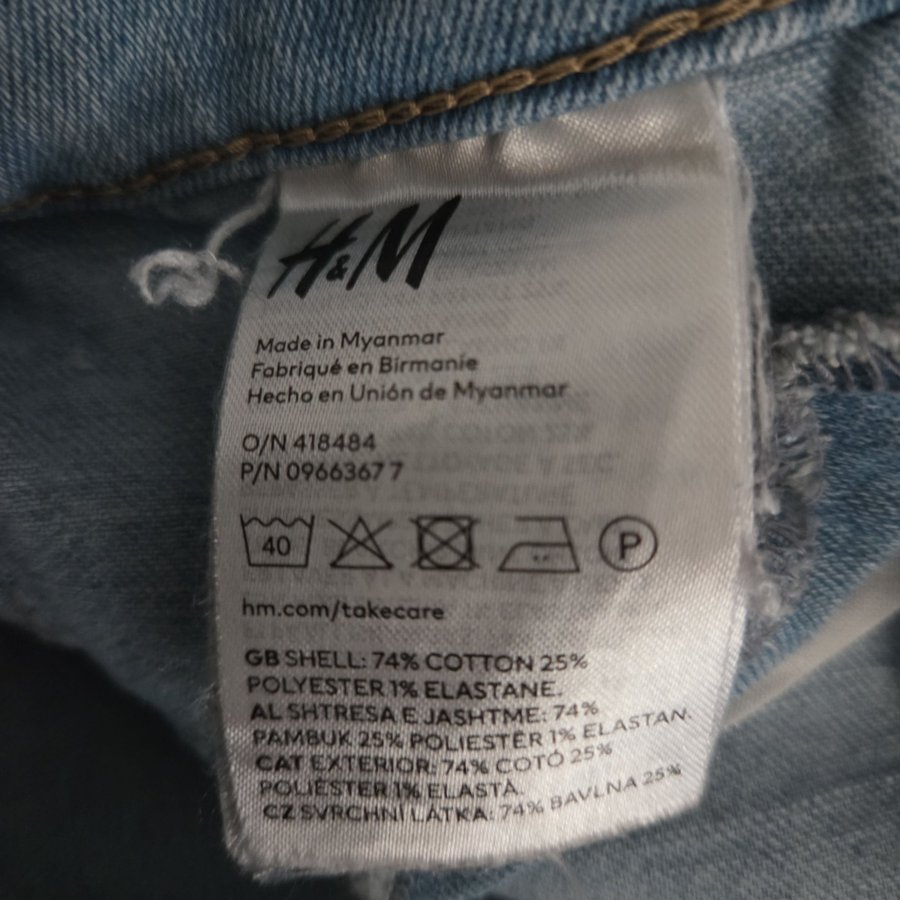 H&M
Made in Myanmar
Fabriqué en Birmanie
Hecho en Unión de Myanmar
O/N 418484
P/N 0966367 7
40 P
hm.com/takecare
GB SHELL: 74% COTTON 25%
POLYESTER 1% ELASTANE.
AL SHTRESA E JASHTME: 74%
PAMBUK 25% POLIESTËR 1% ELASTAN.
CAT EXTERIOR: 74% COTÓ 25%
POLIÈSTER 1% ELASTÀ.
CZ SVRCHNÍ LÁTKA: 74% BAVLNA 25%